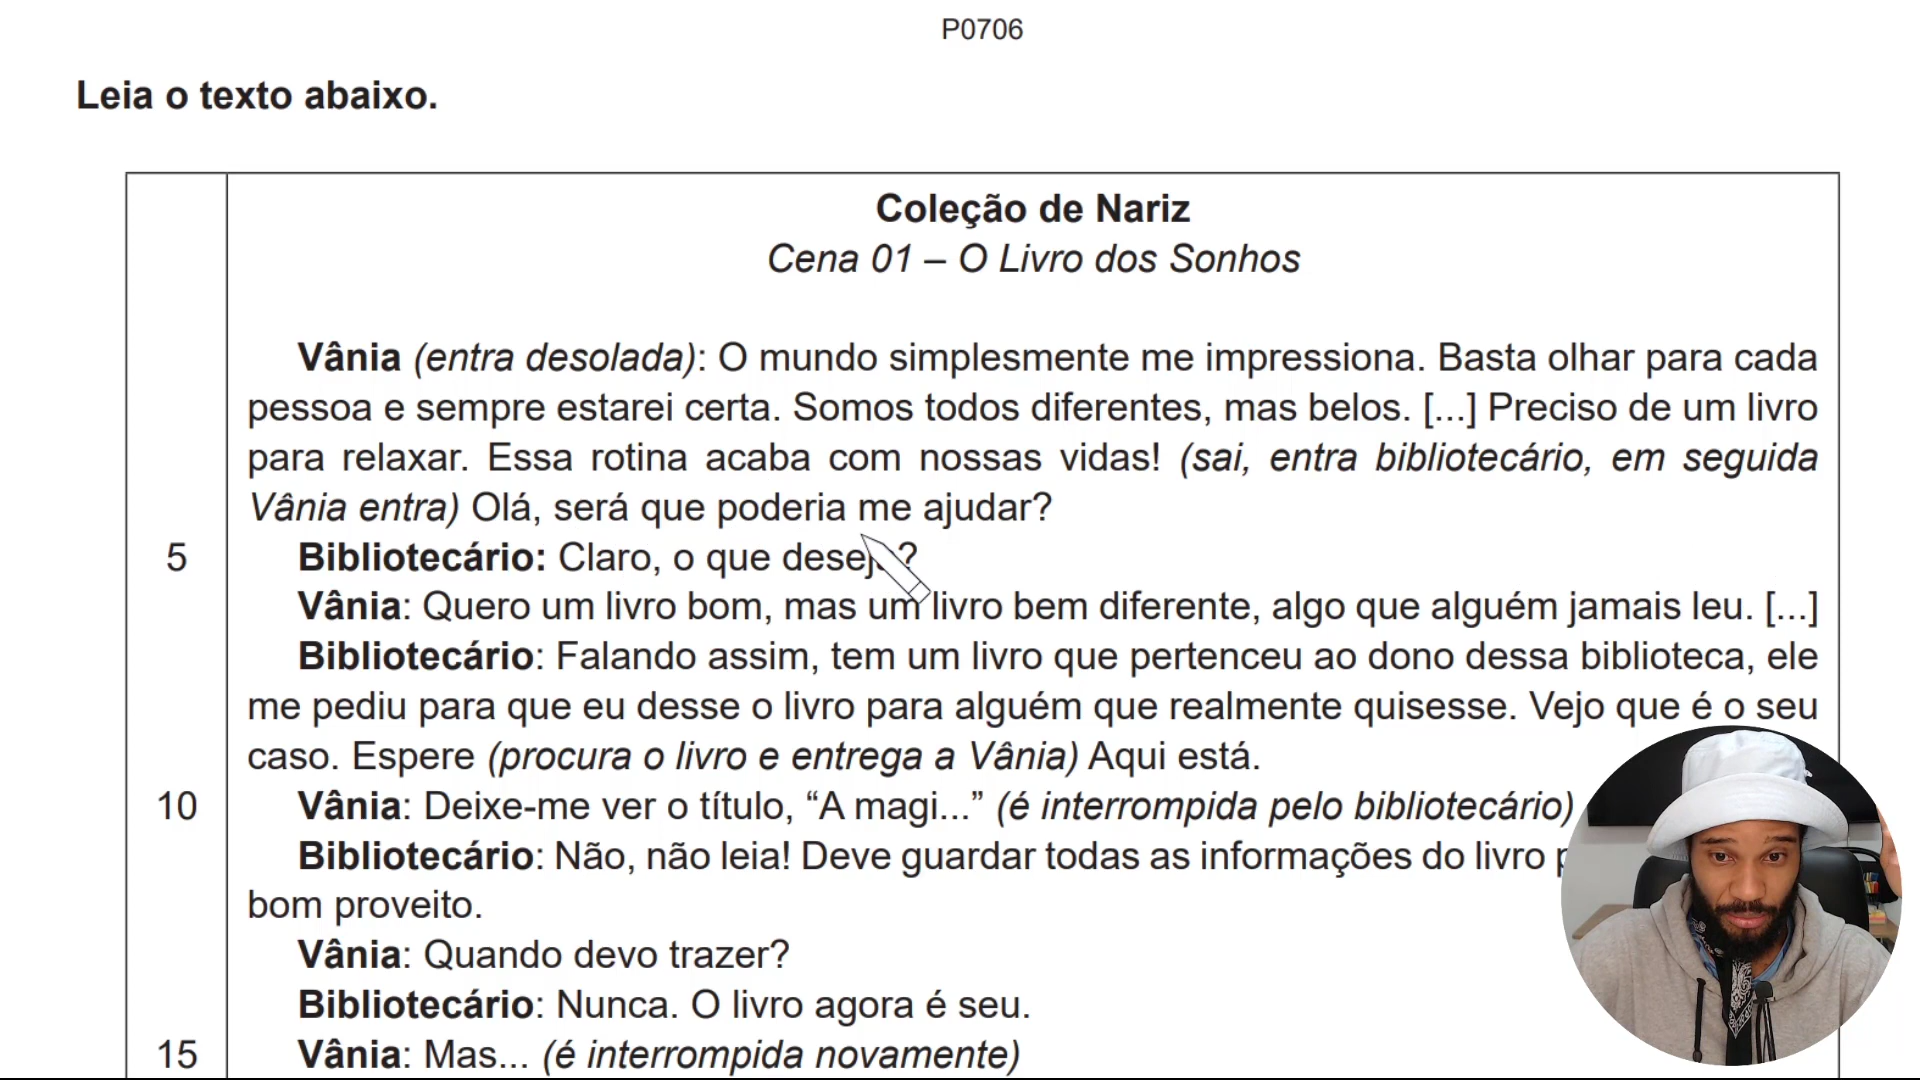 P0706
Leia o texto abaixo.
Coleção de Nariz
Cena 01 – O Livro dos Sonhos
Vânia (entra desolada): O mundo simplesmente me impressiona. Basta olhar para cada
pessoa e sempre estarei certa. Somos todos diferentes, mas belos. [...] Preciso de um livro
para relaxar. Essa rotina acaba com nossas vidas! (sai, entra bibliotecário, em seguida
Vânia entra) Olá, será que poderia me ajudar?
5 Bibliotecário: Claro, o que deseja?
Vânia: Quero um livro bom, mas um livro bem diferente, algo que alguém jamais leu. [...]
Bibliotecário: Falando assim, tem um livro que pertenceu ao dono dessa biblioteca, ele
me pediu para que eu desse o livro para alguém que realmente quisesse. Vejo que é o seu
caso. Espere (procura o livro e entrega a Vânia) Aqui está.
10 Vânia: Deixe-me ver o título, “A magi...” (é interrompida pelo bibliotecário)
Bibliotecário: Não, não leia! Deve guardar todas as informações do livro
bom proveito.
Vânia: Quando devo trazer?
Bibliotecário: Nunca. O livro agora é seu.
15 Vânia: Mas... (é interrompida novamente)